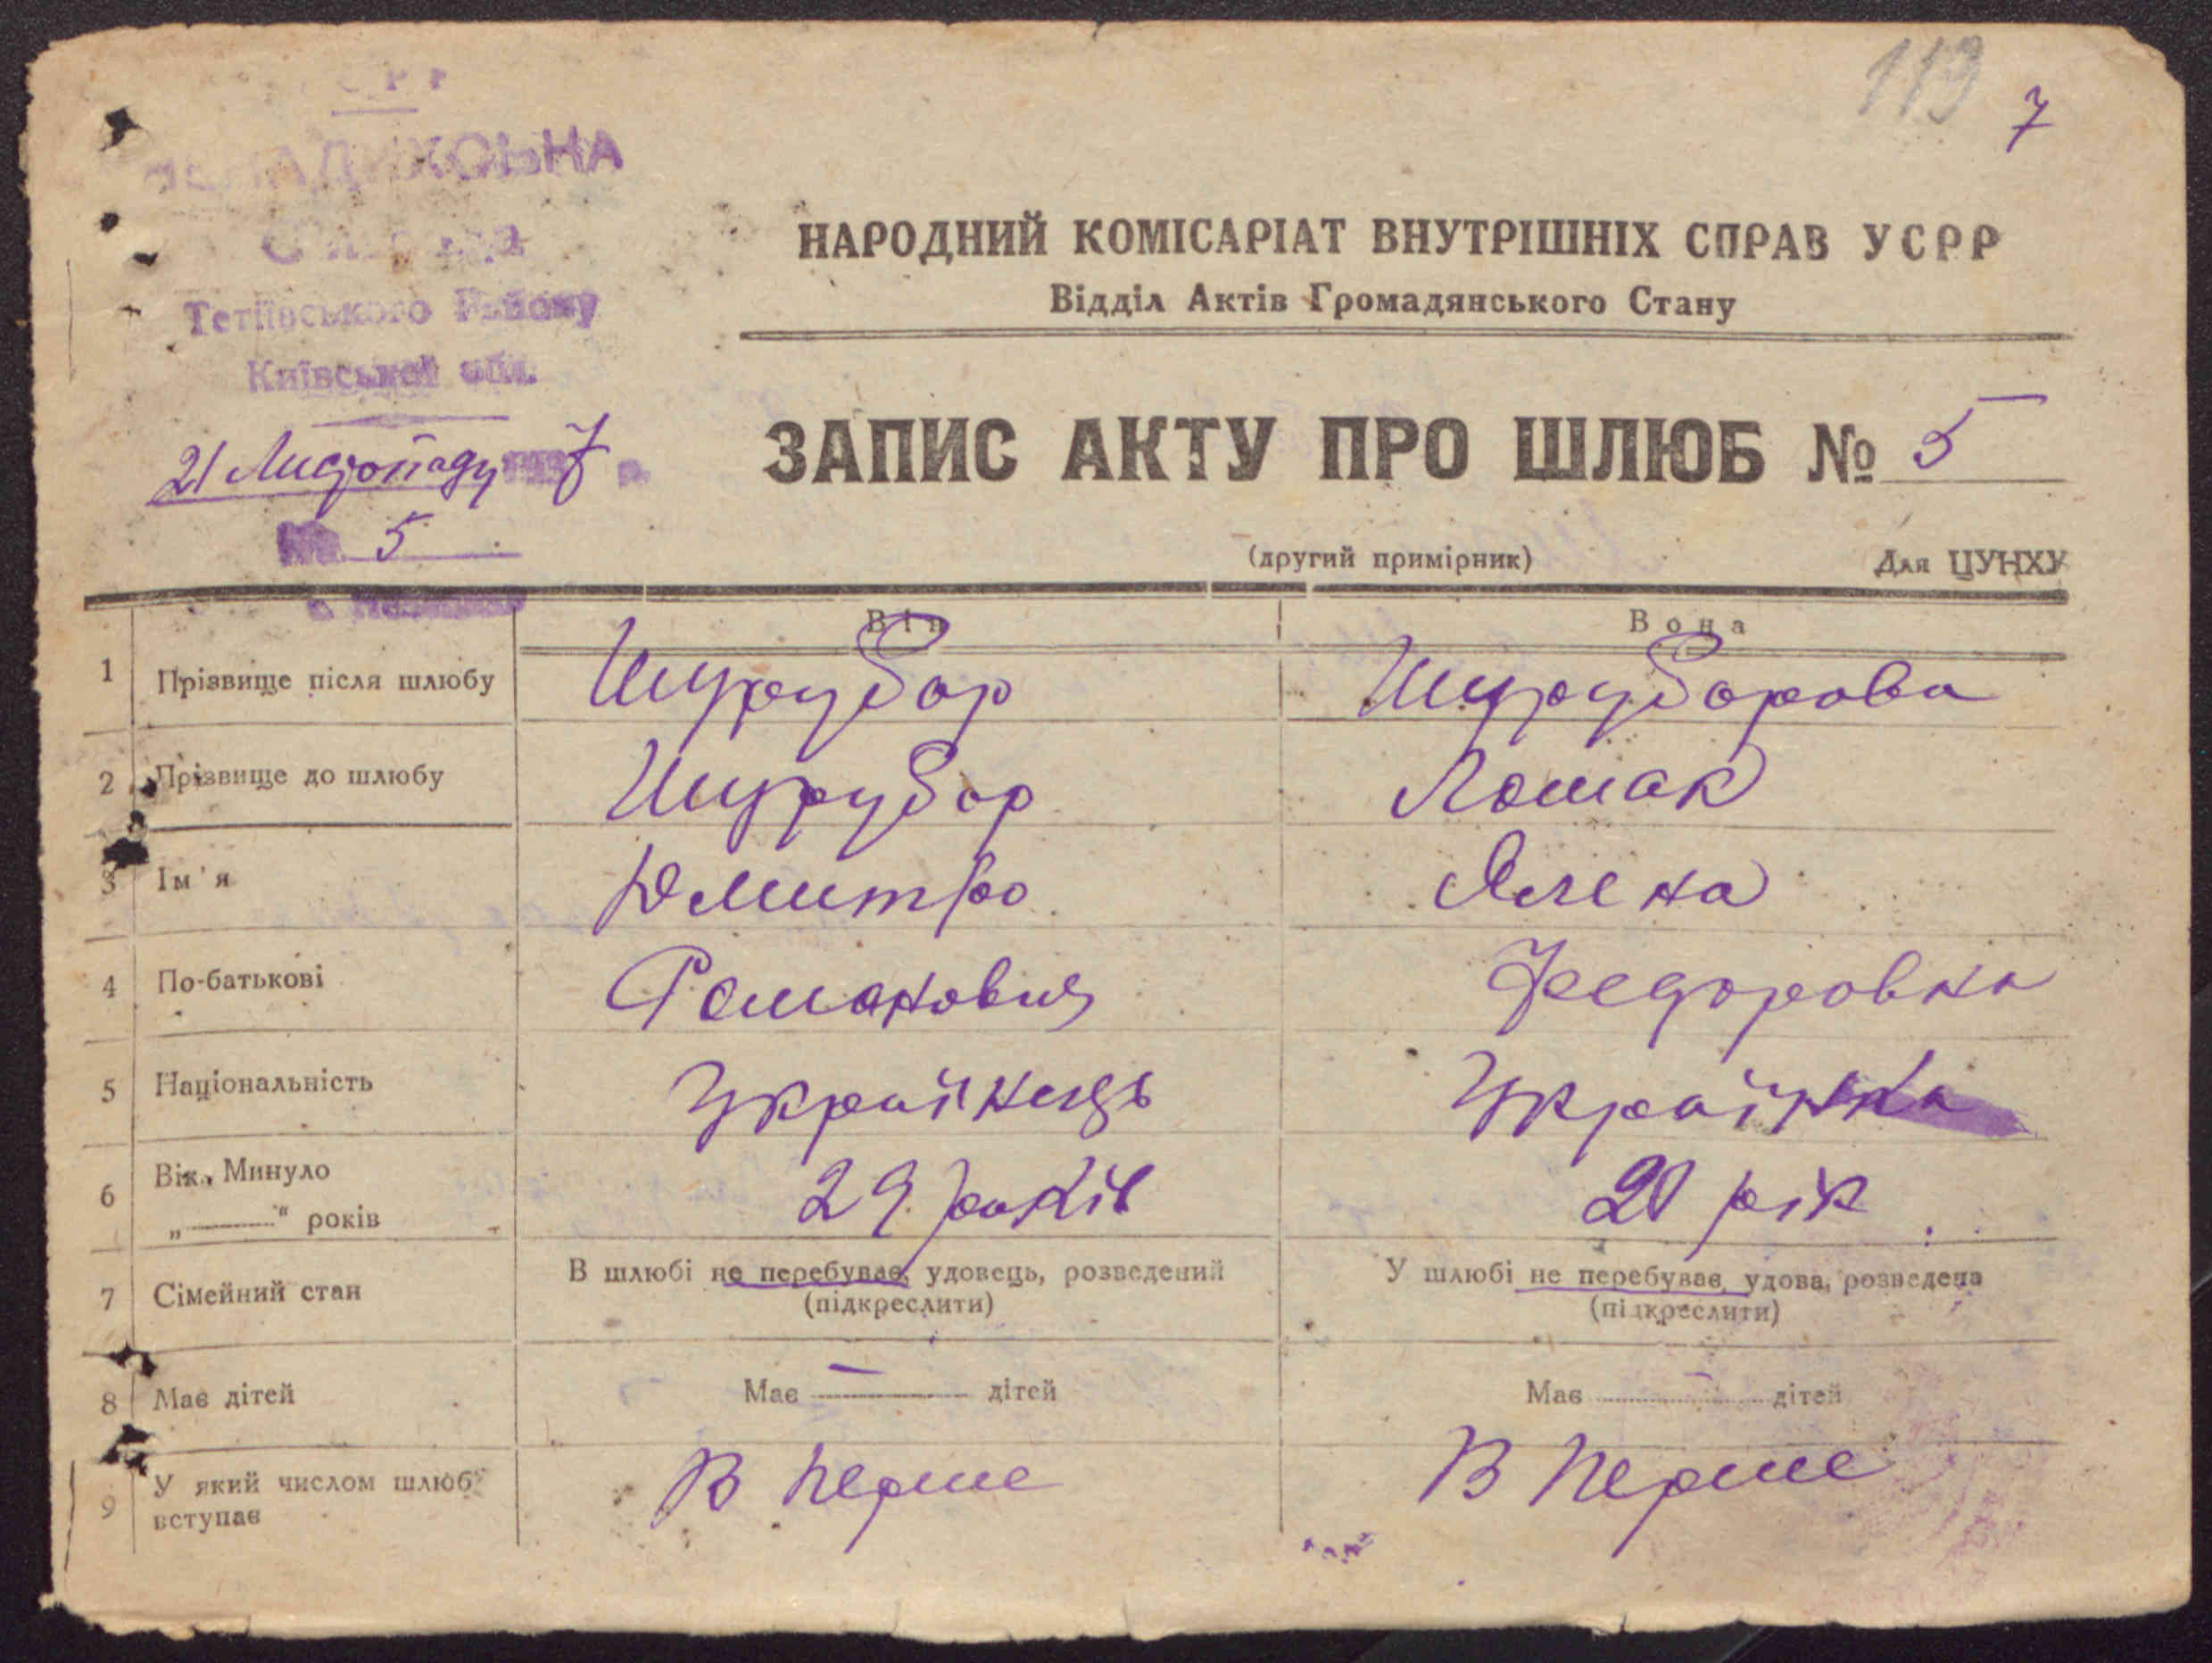 119 7
НЕНАДИХСЬНА
Тетіївського Району
Київської обл.
21 Листопаду 7 р.
№ 5
НАРОДНИЙ КОМІСАРІАТ ВНУТРІШНІХ СПРАВ УСРР
Відділ Актів Громадянського Стану
ЗАПИС АКТУ ПРО ШЛЮБ № 5
(другий примірник) Для ЦУНХУ
Він Вона
1 Прізвище після шлюбу Шурубор Шуруборова
2 Прізвище до шлюбу Шурубор Лошак
3 Ім'я Дмитро Ялена
4 По-батькові Романович Федоровна
5 Національність Українець Українка
6 Вік. Минуло 29 років 20 рік
„———" років
7 Сімейний стан В шлюбі не перебуває, удовець, розведений У шлюбі не перебуває, удова, розведена
(підкреслити) (підкреслити)
8 Має дітей Має — дітей Має — дітей
9 У який числом шлюб В перше В перше
вступає